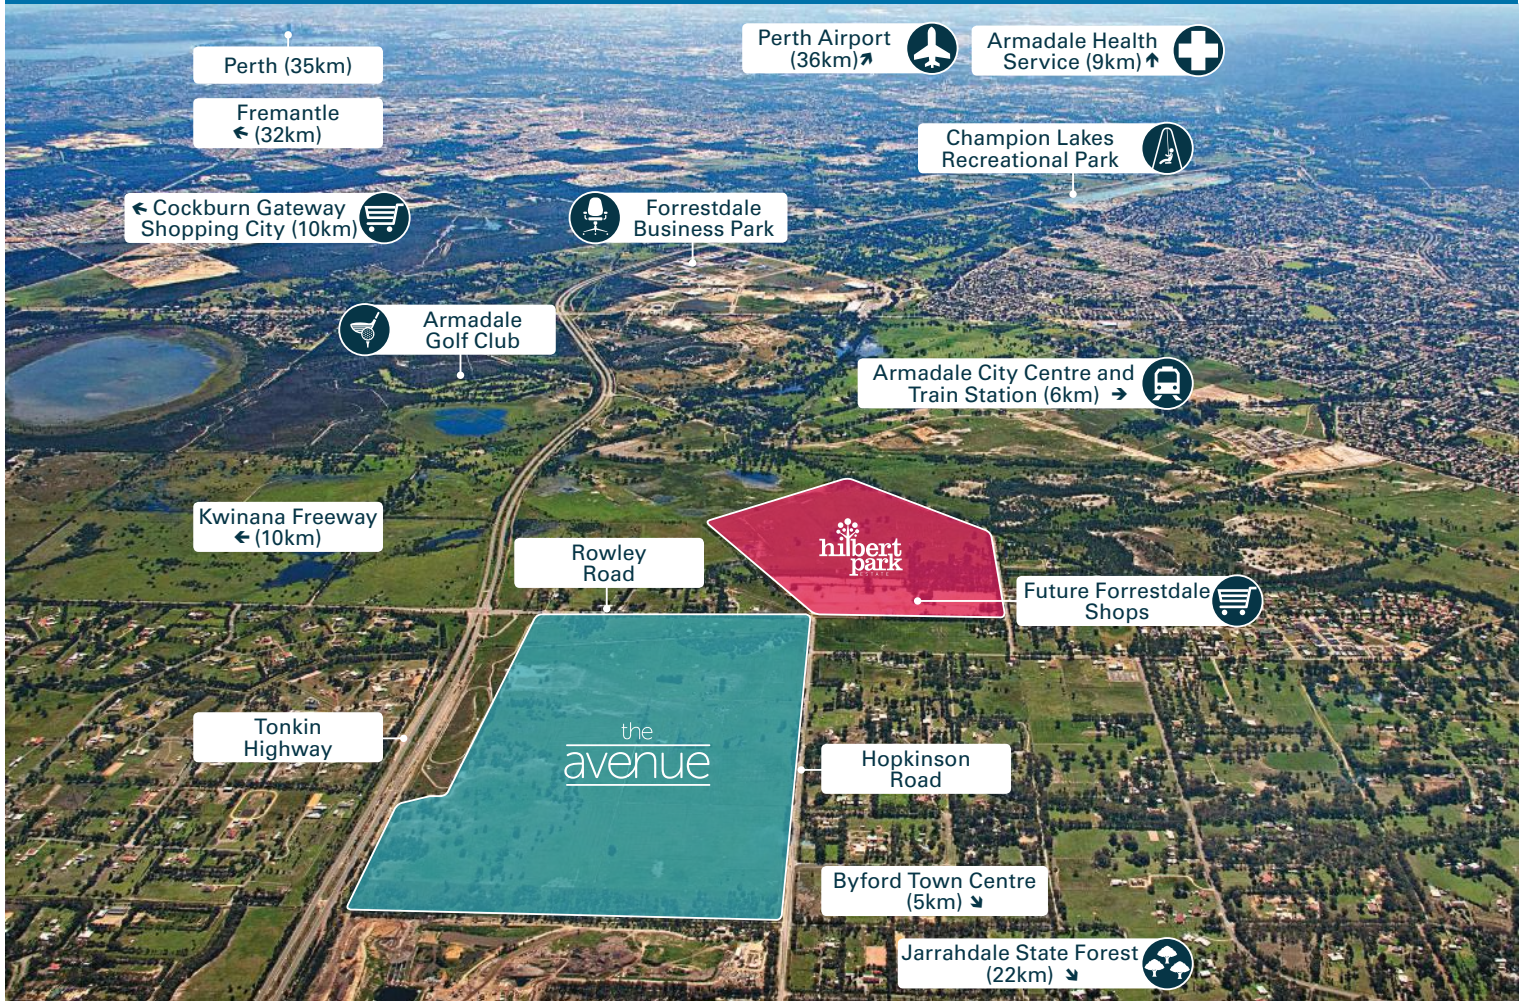 Perth (35km)
Perth Airport
(36km)↗
Armadale Health
Service (9km)↑
Fremantle
← (32km)
Champion Lakes
Recreational Park
← Cockburn Gateway
Shopping City (10km)
Forrestdale
Business Park
Armadale
Golf Club
Armadale City Centre and
Train Station (6km) →
Kwinana Freeway
← (10km)
hilbert
park
ESTATE
Rowley
Road
Future Forrestdale
Shops
Tonkin
Highway
the
avenue
Hopkinson
Road
Byford Town Centre
(5km) ↘
Jarrahdale State Forest
(22km) ↘